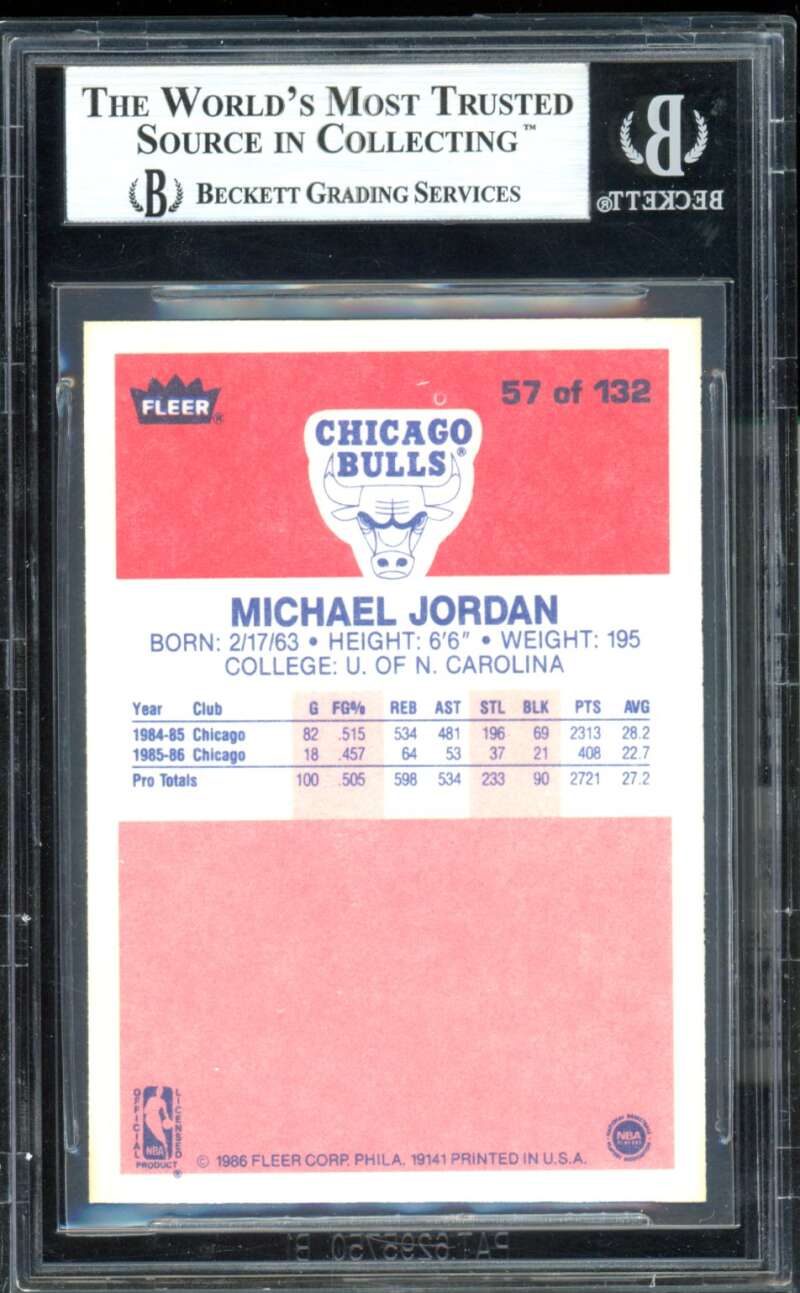 THE WORLD'S MOST TRUSTED
SOURCE IN COLLECTING™
B BECKETT GRADING SERVICES
B
BECKETT®
FLEER®
57 of 132
CHICAGO
BULLS®
MICHAEL JORDAN
BORN: 2/17/63 • HEIGHT: 6'6" • WEIGHT: 195
COLLEGE: U. OF N. CAROLINA
Year Club G FG% REB AST STL BLK PTS AVG
1984-85 Chicago 82 .515 534 481 196 69 2313 28.2
1985-86 Chicago 18 .457 64 53 37 21 408 22.7
Pro Totals 100 .505 598 534 233 90 2721 27.2
OFFICIAL
LICENSED
NBA
PRODUCT®
© 1986 FLEER CORP. PHILA. 19141 PRINTED IN U.S.A.
NBA